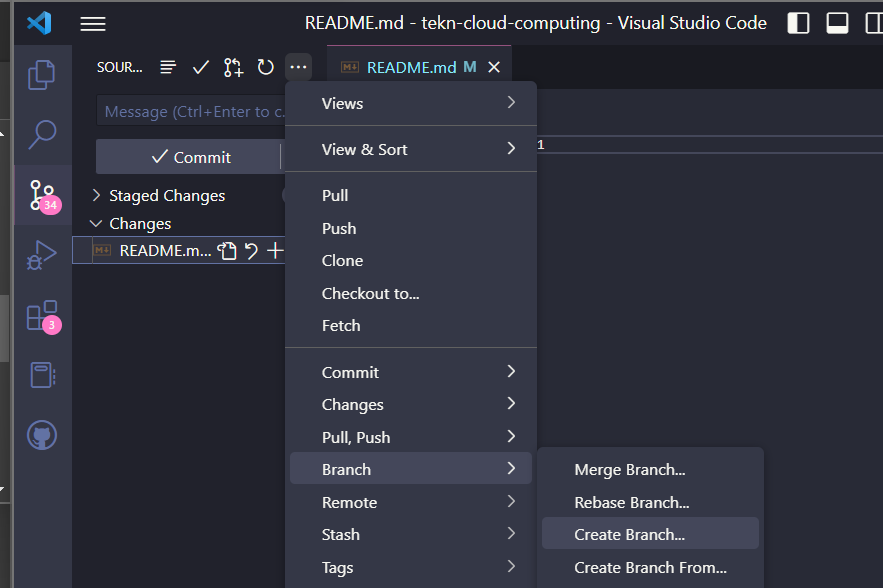 README.md - tekn-cloud-computing - Visual Studio Code
SOUR...
README.md M
Message (Ctrl+Enter to c.
Commit
Staged Changes
Changes
README.m...
34
3
1
Views
View & Sort
Pull
Push
Clone
Checkout to...
Fetch
Commit
Changes
Pull, Push
Branch
Remote
Stash
Tags
Merge Branch...
Rebase Branch...
Create Branch...
Create Branch From...